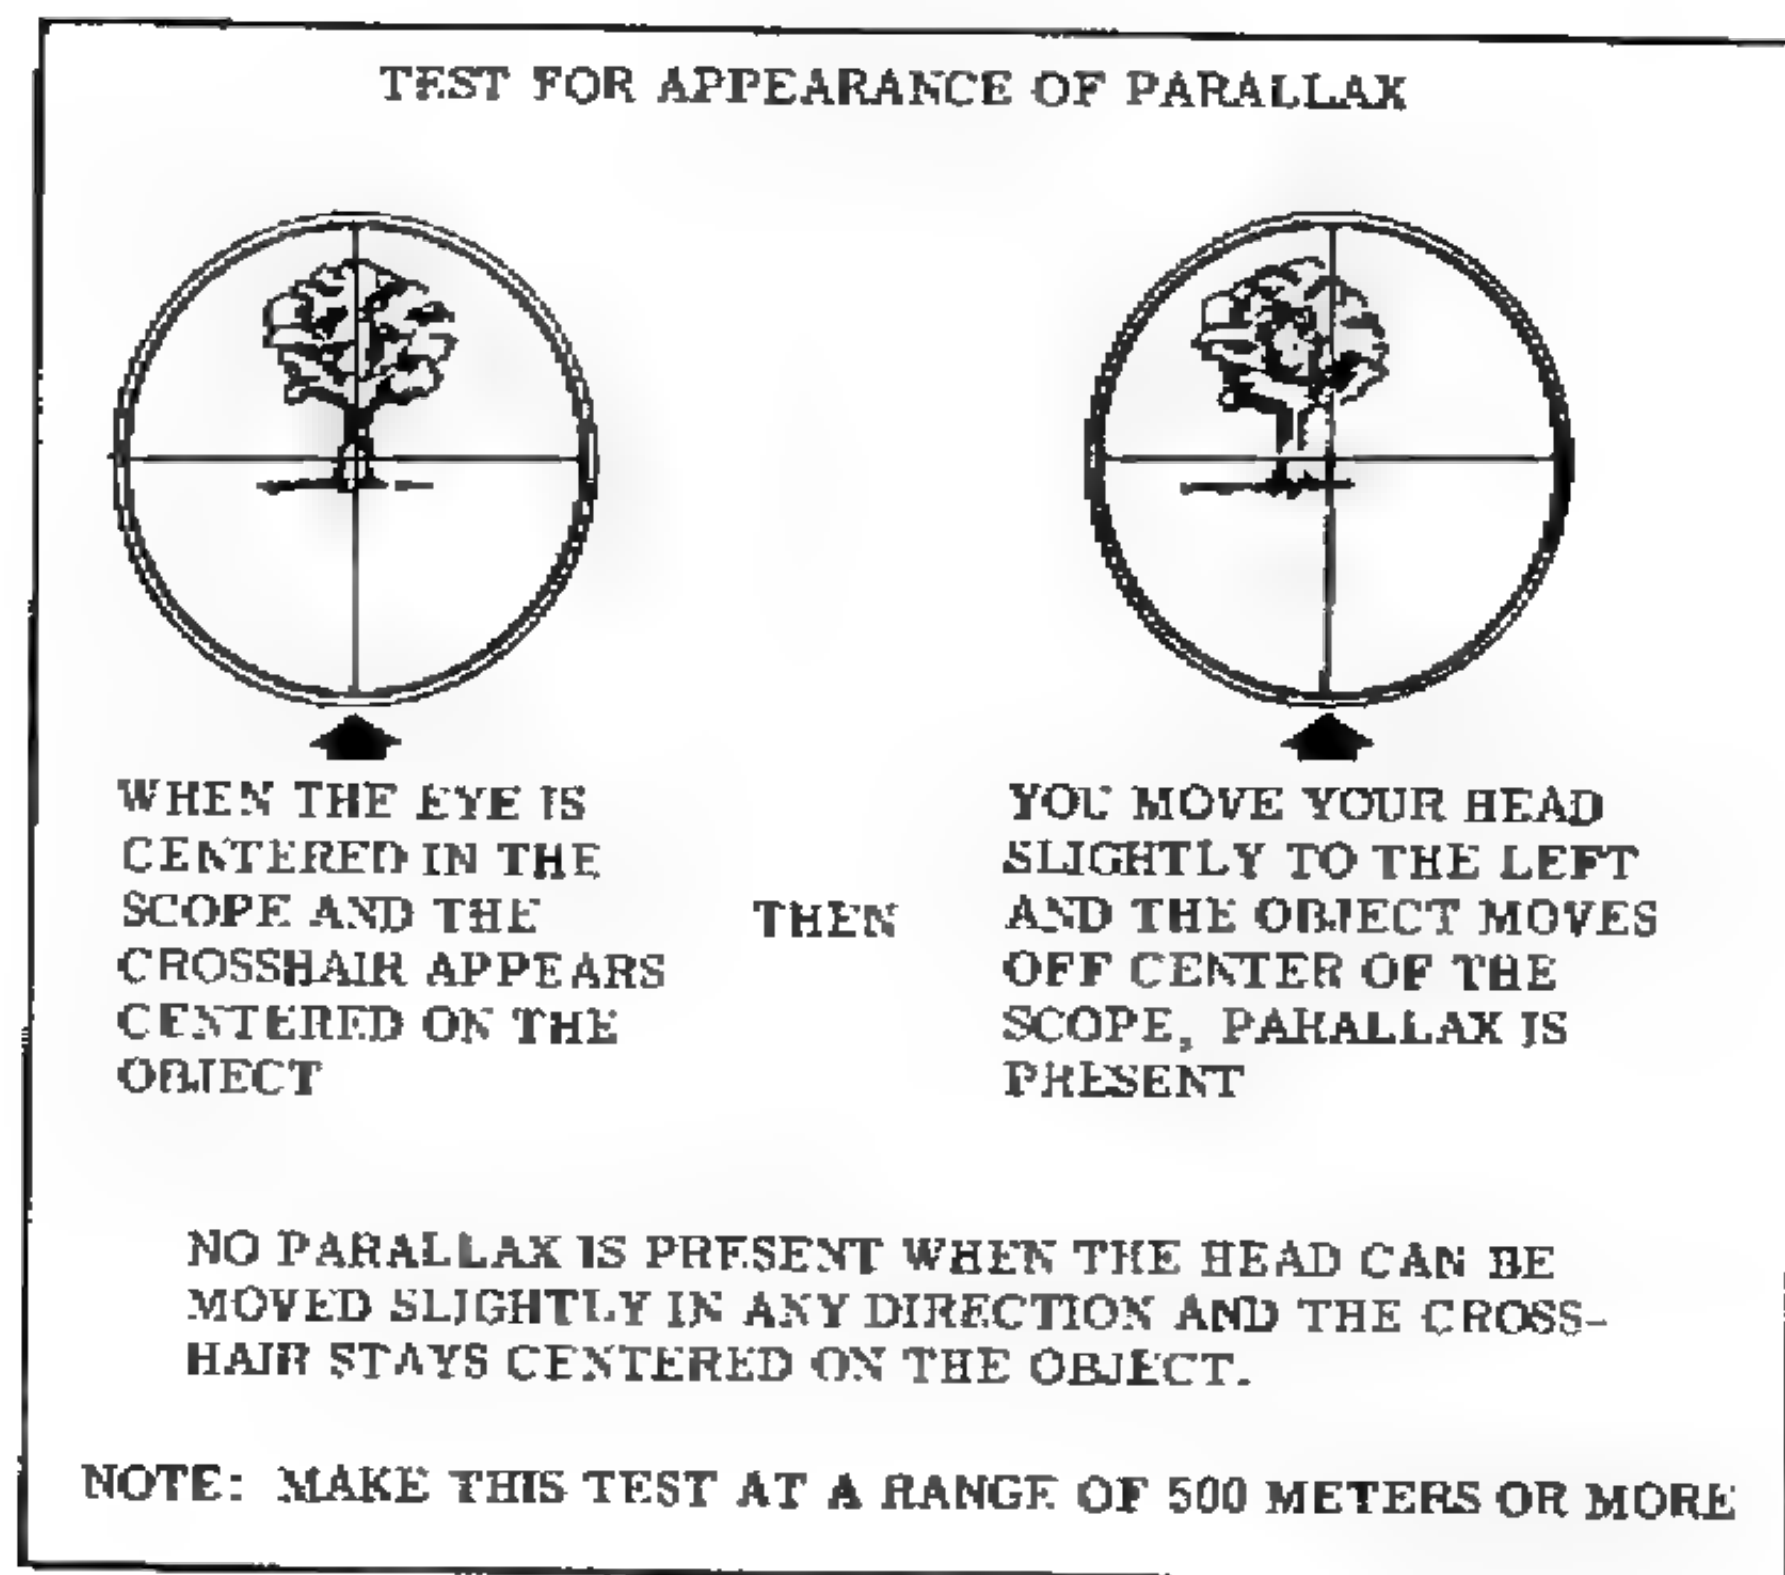 TEST FOR APPEARANCE OF PARALLAX
WHEN THE EYE IS
CENTERED IN THE
SCOPE AND THE
CROSSHAIR APPEARS
CENTERED ON THE
OBJECT
THEN
YOU MOVE YOUR HEAD
SLIGHTLY TO THE LEFT
AND THE OBJECT MOVES
OFF CENTER OF THE
SCOPE, PARALLAX IS
PRESENT
NO PARALLAX IS PRESENT WHEN THE HEAD CAN BE
MOVED SLIGHTLY IN ANY DIRECTION AND THE CROSS-
HAIR STAYS CENTERED ON THE OBJECT.
NOTE: MAKE THIS TEST AT A RANGE OF 500 METERS OR MORE